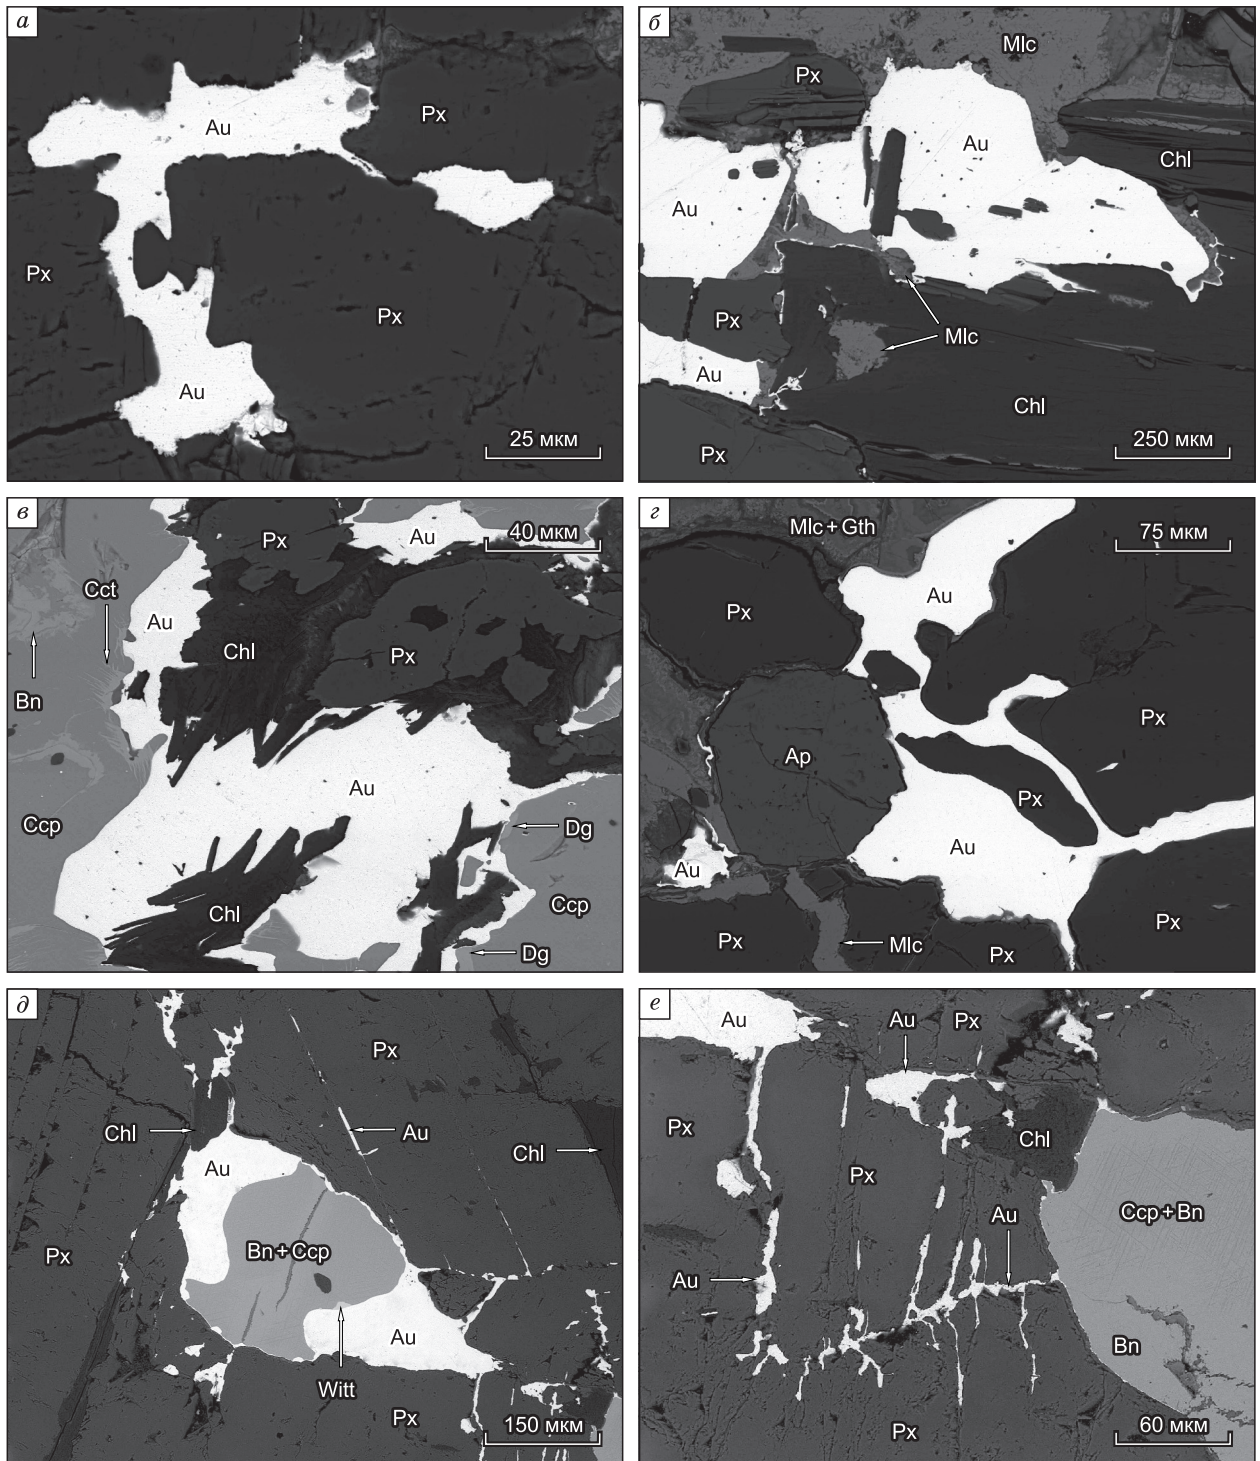 а
Au
Px
Px
Px
Au
25 мкм
б
Mlc
Px
Au
Chl
Au
Px
Mlc
Au
Chl
Px
250 мкм
в
Px
Au
40 мкм
Cct
Au
Chl
Px
Bn
Au
Ccp
Dg
Chl
Ccp
Dg
г
Mlc + Gth
75 мкм
Au
Px
Px
Ap
Px
Au
Au
Px
Mlc
Px
Px
д
Px
Chl
Au
Chl
Au
Px
Bn + Ccp
Au
Witt
Px
150 мкм
е
Au
Au
Px
Px
Chl
Px
Au
Ccp + Bn
Au
Bn
Px
60 мкм